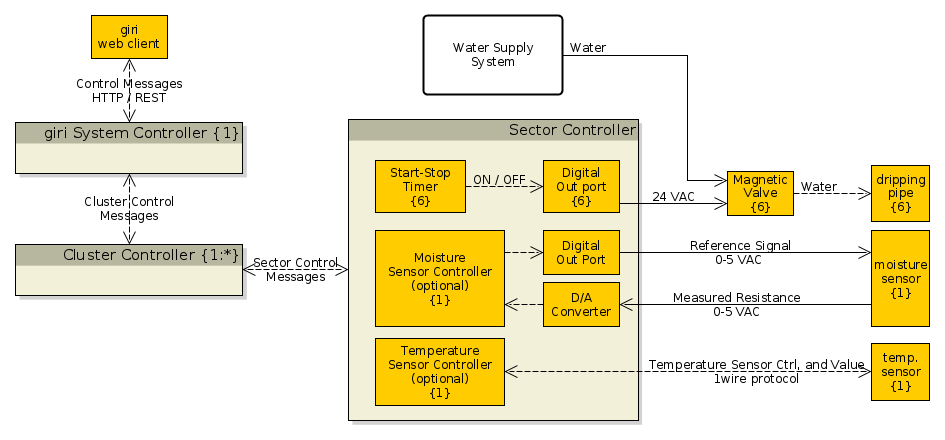 giri
web client
Control Messages
HTTP / REST
giri System Controller {1}
Cluster Control
Messages
Cluster Controller {1:*}
Sector Control
Messages
Water Supply
System
Water
Sector Controller
Start-Stop
Timer
{6}
ON / OFF
Digital
Out port
{6}
24 VAC
Magnetic
Valve
{6}
Water
dripping
pipe
{6}
Moisture
Sensor Controller
(optional)
{1}
Digital
Out Port
Reference Signal
0-5 VAC
D/A
Converter
Measured Resistance
0-5 VAC
moisture
sensor
{1}
Temperature
Sensor Controller
(optional)
{1}
Temperature Sensor Ctrl, and Value
1wire protocol
temp.
sensor
{1}